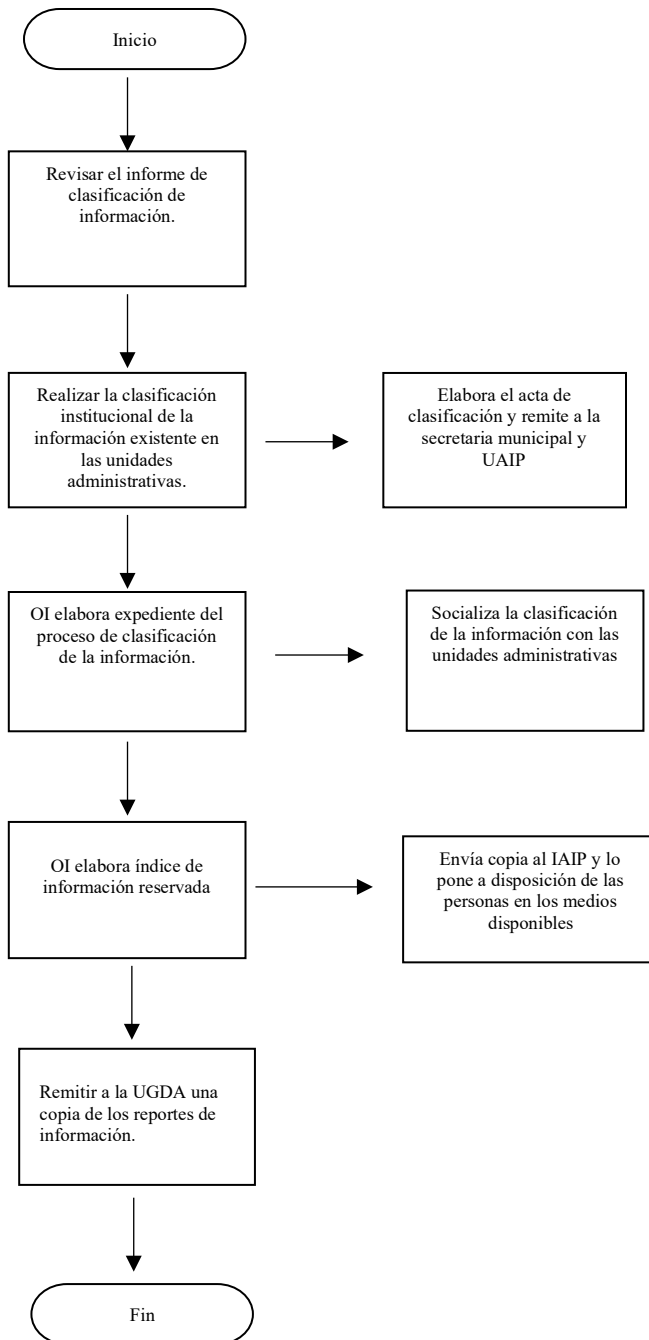 Inicio
Revisar el informe de
clasificación de
información.
Realizar la clasificación
institucional de la
información existente en
las unidades
administrativas.
Elabora el acta de
clasificación y remite a la
secretaria municipal y
UAIP
OI elabora expediente del
proceso de clasificación
de la información.
Socializa la clasificación
de la información con las
unidades administrativas
OI elabora índice de
información reservada
Envía copia al IAIP y lo
pone a disposición de las
personas en los medios
disponibles
Remitir a la UGDA una
copia de los reportes de
información.
Fin